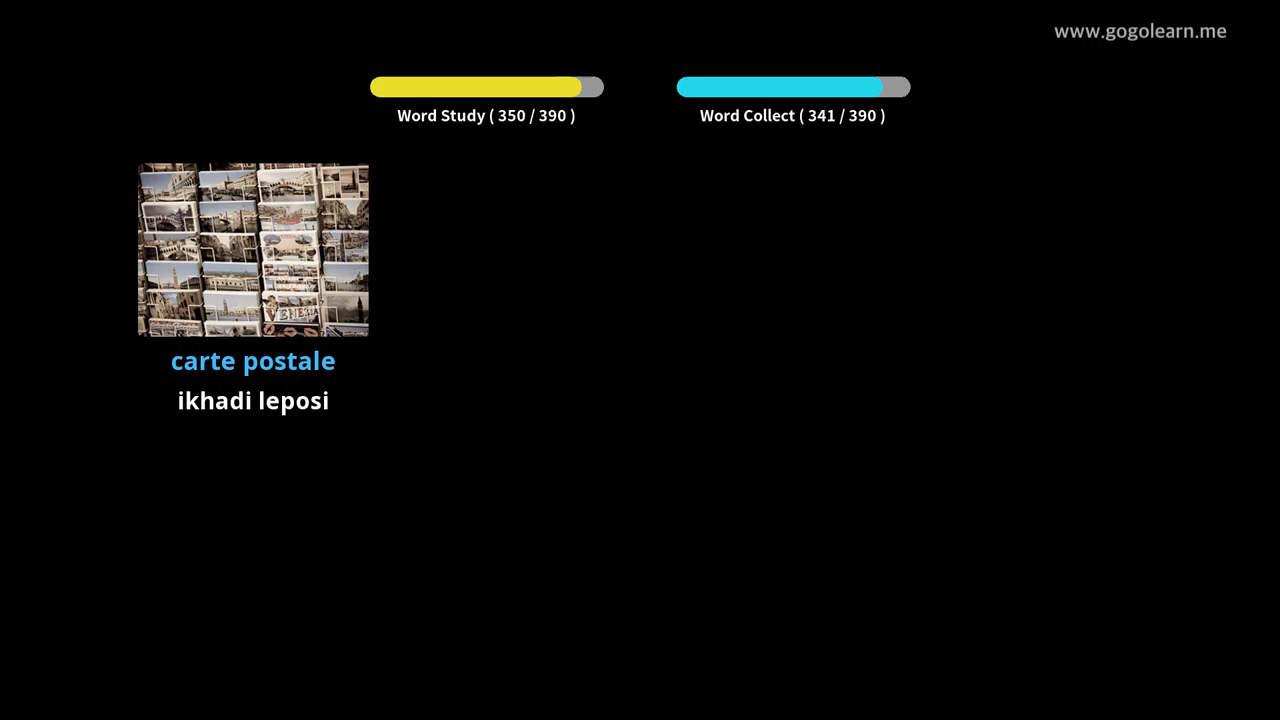 www.gogolearn.me
Word Study ( 350 / 390 )
Word Collect ( 341 / 390 )
carte postale
ikhadi leposi